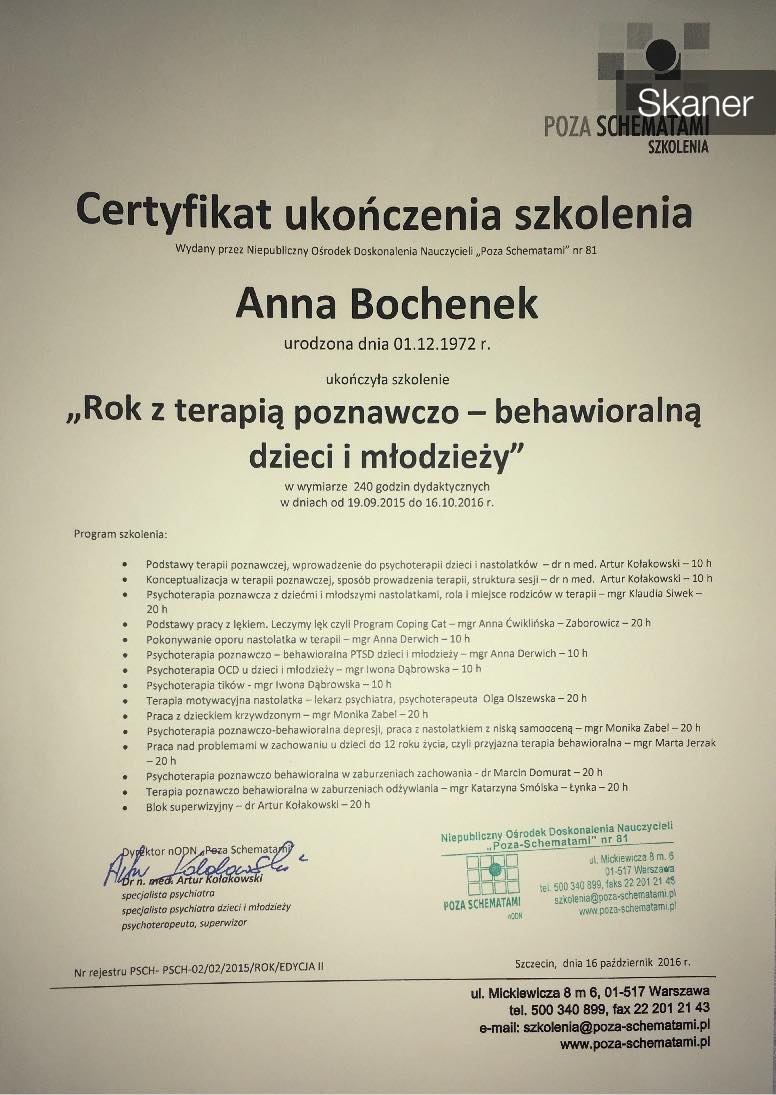 Skaner
POZA SCHEMATAMI
SZKOLENIA
Certyfikat ukończenia szkolenia
Wydany przez Niepubliczny Ośrodek Doskonalenia Nauczycieli „Poza Schematami” nr 81
Anna Bochenek
urodzona dnia 01.12.1972 r.
ukończyła szkolenie
„Rok z terapią poznawczo – behawioralną
dzieci i młodzieży”
w wymiarze 240 godzin dydaktycznych
w dniach od 19.09.2015 do 16.10.2016 r.
Program szkolenia:
• Podstawy terapii poznawczej, wprowadzenie do psychoterapii dzieci i nastolatków – dr n med. Artur Kołakowski – 10 h
• Konceptualizacja w terapii poznawczej, sposób prowadzenia terapii, struktura sesji – dr n med. Artur Kołakowski – 10 h
• Psychoterapia poznawcza z dziećmi i młodszymi nastolatkami, rola i miejsce rodziców w terapii – mgr Klaudia Siwek –
20 h
• Podstawy pracy z lękiem. Leczymy lęk czyli Program Coping Cat – mgr Anna Ćwiklińska – Zaborowicz – 20 h
• Pokonywanie oporu nastolatka w terapii – mgr Anna Derwich – 10 h
• Psychoterapia poznawczo – behawioralna PTSD dzieci i młodzieży – mgr Anna Derwich – 10 h
• Psychoterapia OCD u dzieci i młodzieży – mgr Iwona Dąbrowska – 10 h
• Psychoterapia tików - mgr Iwona Dąbrowska – 10 h
• Terapia motywacyjna nastolatka – lekarz psychiatra, psychoterapeuta Olga Olszewska – 20 h
• Praca z dzieckiem krzywdzonym – mgr Monika Zabel – 20 h
• Psychoterapia poznawczo-behawioralna depresji, praca z nastolatkiem z niską samooceną – mgr Monika Zabel – 20 h
• Praca nad problemami w zachowaniu u dzieci do 12 roku życia, czyli przyjazna terapia behawioralna – mgr Marta Jerzak
– 20 h
• Psychoterapia poznawczo behawioralna w zaburzeniach zachowania - dr Marcin Domurat – 20 h
• Terapia poznawczo behawioralna w zaburzeniach odżywiania – mgr Katarzyna Smólska – Łynka – 20 h
• Blok superwizyjny – dr Artur Kołakowski – 20 h
Dyrektor nODN „Poza Schematami”
Artur Kołakowski
Dr n. med. Artur Kołakowski
specjalista psychiatra
specjalista psychiatra dzieci i młodzieży
psychoterapeuta, superwizor
Niepubliczny Ośrodek Doskonalenia Nauczycieli
„Poza-Schematami” nr 81
POZA SCHEMATAMI
nODN
ul. Mickiewicza 8 m. 6
01-517 Warszawa
tel. 500 340 899, faks 22 201 21 43
szkolenia@poza-schematami.pl
www.poza-schematami.pl
Nr rejestru PSCH- PSCH-02/02/2015/ROK/EDYCJA II
Szczecin, dnia 16 październik 2016 r.
ul. Mickiewicza 8 m 6, 01-517 Warszawa
tel. 500 340 899, fax 22 201 21 43
e-mail: szkolenia@poza-schematami.pl
www.poza-schematami.pl